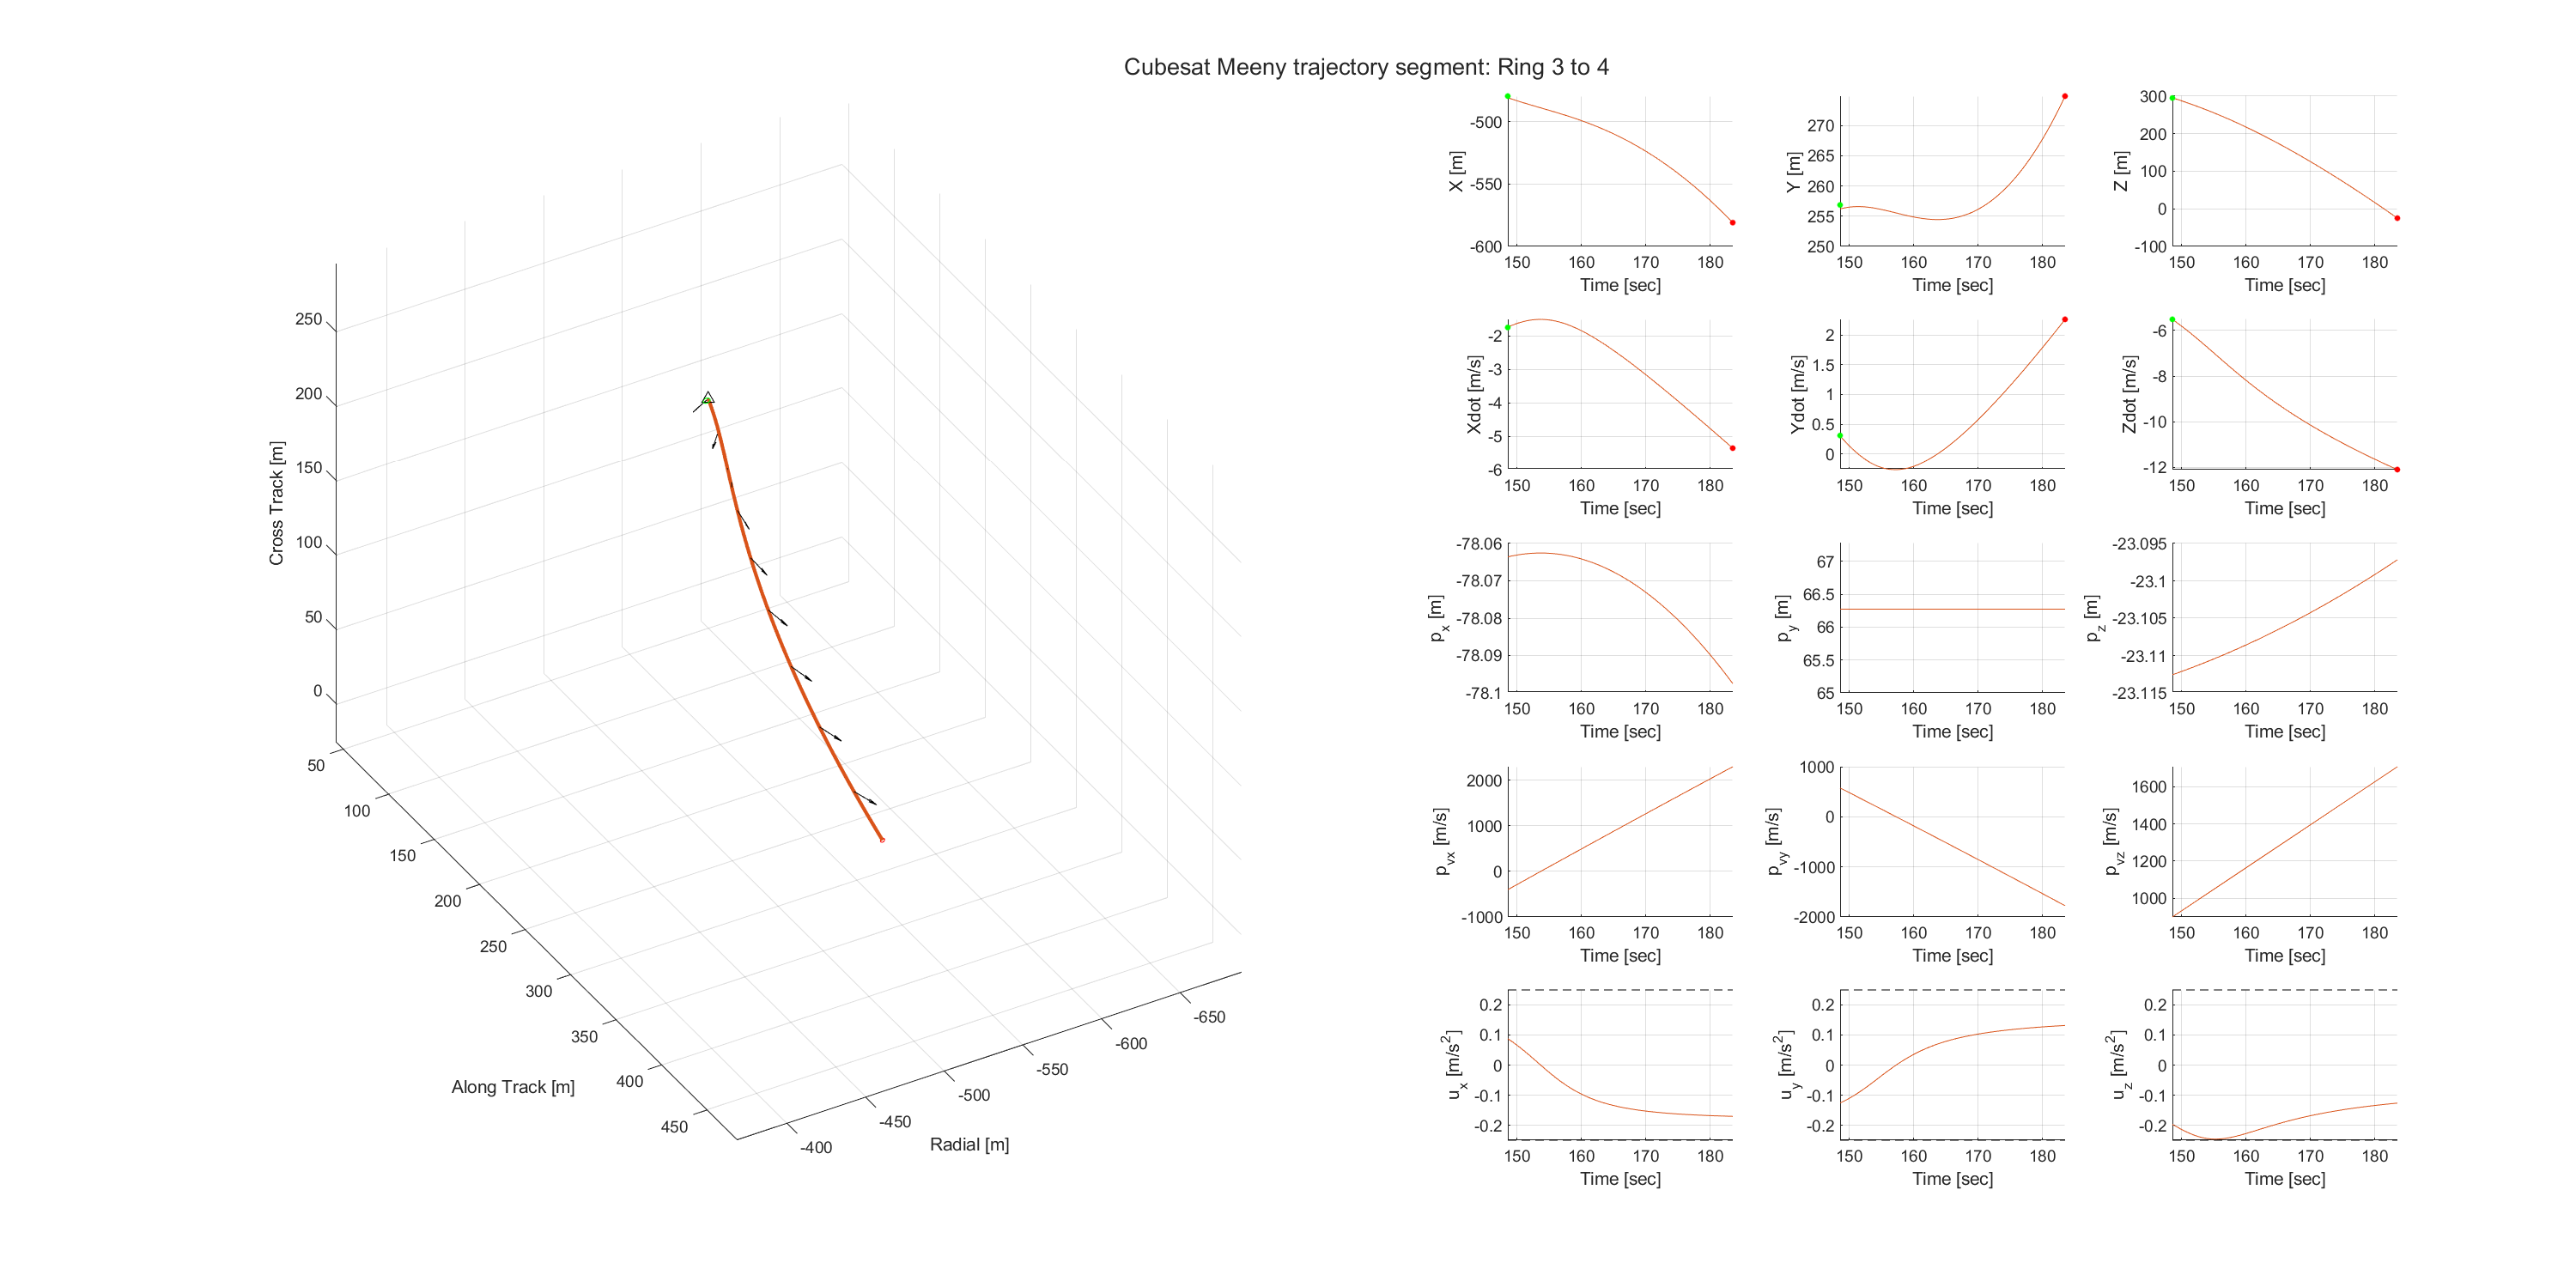 Cubesat Meeny trajectory segment: Ring 3 to 4
250
200
150
100
50
0
Cross Track [m]
50
100
150
200
250
300
350
400
450
Along Track [m]
-400
-450
-500
-550
-600
-650
Radial [m]
-500
-550
-600
X [m]
150 160 170 180
Time [sec]
270
265
260
255
250
Y [m]
150 160 170 180
Time [sec]
300
200
100
0
-100
Z [m]
150 160 170 180
Time [sec]
-2
-3
-4
-5
-6
Xdot [m/s]
150 160 170 180
Time [sec]
2
1.5
1
0.5
0
Ydot [m/s]
150 160 170 180
Time [sec]
-6
-8
-10
-12
Zdot [m/s]
150 160 170 180
Time [sec]
-78.06
-78.07
-78.08
-78.09
-78.1
p_x [m]
150 160 170 180
Time [sec]
67
66.5
66
65.5
65
p_y [m]
150 160 170 180
Time [sec]
-23.095
-23.1
-23.105
-23.11
-23.115
p_z [m]
150 160 170 180
Time [sec]
2000
1000
0
-1000
p_vx [m/s]
150 160 170 180
Time [sec]
1000
0
-1000
-2000
p_vy [m/s]
150 160 170 180
Time [sec]
1600
1400
1200
1000
p_vz [m/s]
150 160 170 180
Time [sec]
0.2
0.1
0
-0.1
-0.2
u_x [m/s²]
150 160 170 180
Time [sec]
0.2
0.1
0
-0.1
-0.2
u_y [m/s²]
150 160 170 180
Time [sec]
0.2
0.1
0
-0.1
-0.2
u_z [m/s²]
150 160 170 180
Time [sec]